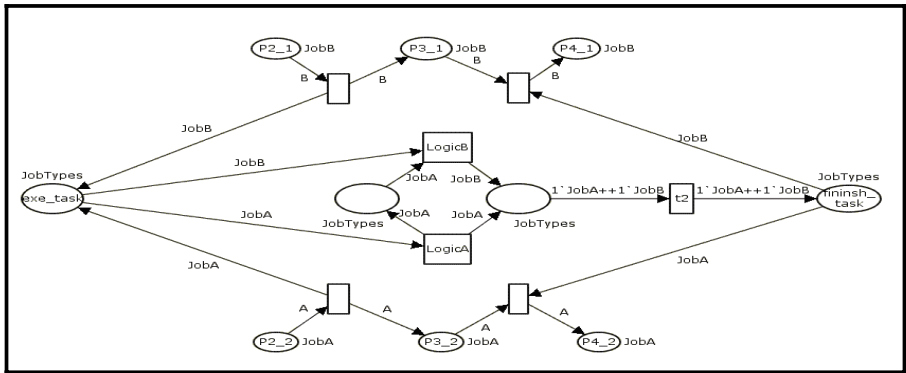 P2_1 JobB
P3_1 JobB
P4_1 JobB
B
B
B
B
JobB
JobB
JobB
LogicB
JobTypes
exe_task
JobA
JobB
1`JobA++1`JobB
t2
1`JobA++1`JobB
JobTypes
fininsh_
task
JobA
JobTypes
JobA
JobA
JobTypes
LogicA
JobA
JobA
A
A
A
A
P2_2 JobA
P3_2 JobA
P4_2 JobA